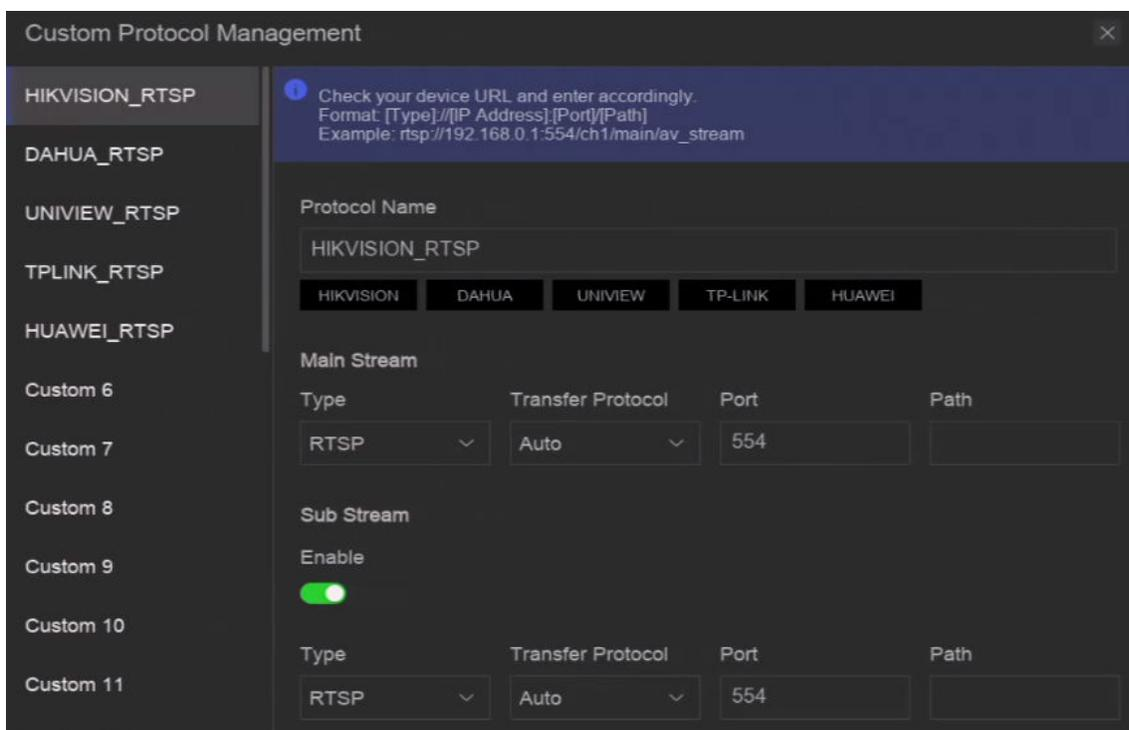 Custom Protocol Management
HIKVISION_RTSP
DAHUA_RTSP
UNIVIEW_RTSP
TPLINK_RTSP
HUAWEI_RTSP
Custom 6
Custom 7
Custom 8
Custom 9
Custom 10
Custom 11
Check your device URL and enter accordingly.
Format: [Type]://[IP Address]:[Port]/[Path]
Example: rtsp://192.168.0.1:554/ch1/main/av_stream
Protocol Name
HIKVISION_RTSP
HIKVISION DAHUA UNIVIEW TP-LINK HUAWEI
Main Stream
Type Transfer Protocol Port Path
RTSP Auto 554
Sub Stream
Enable
Type Transfer Protocol Port Path
RTSP Auto 554